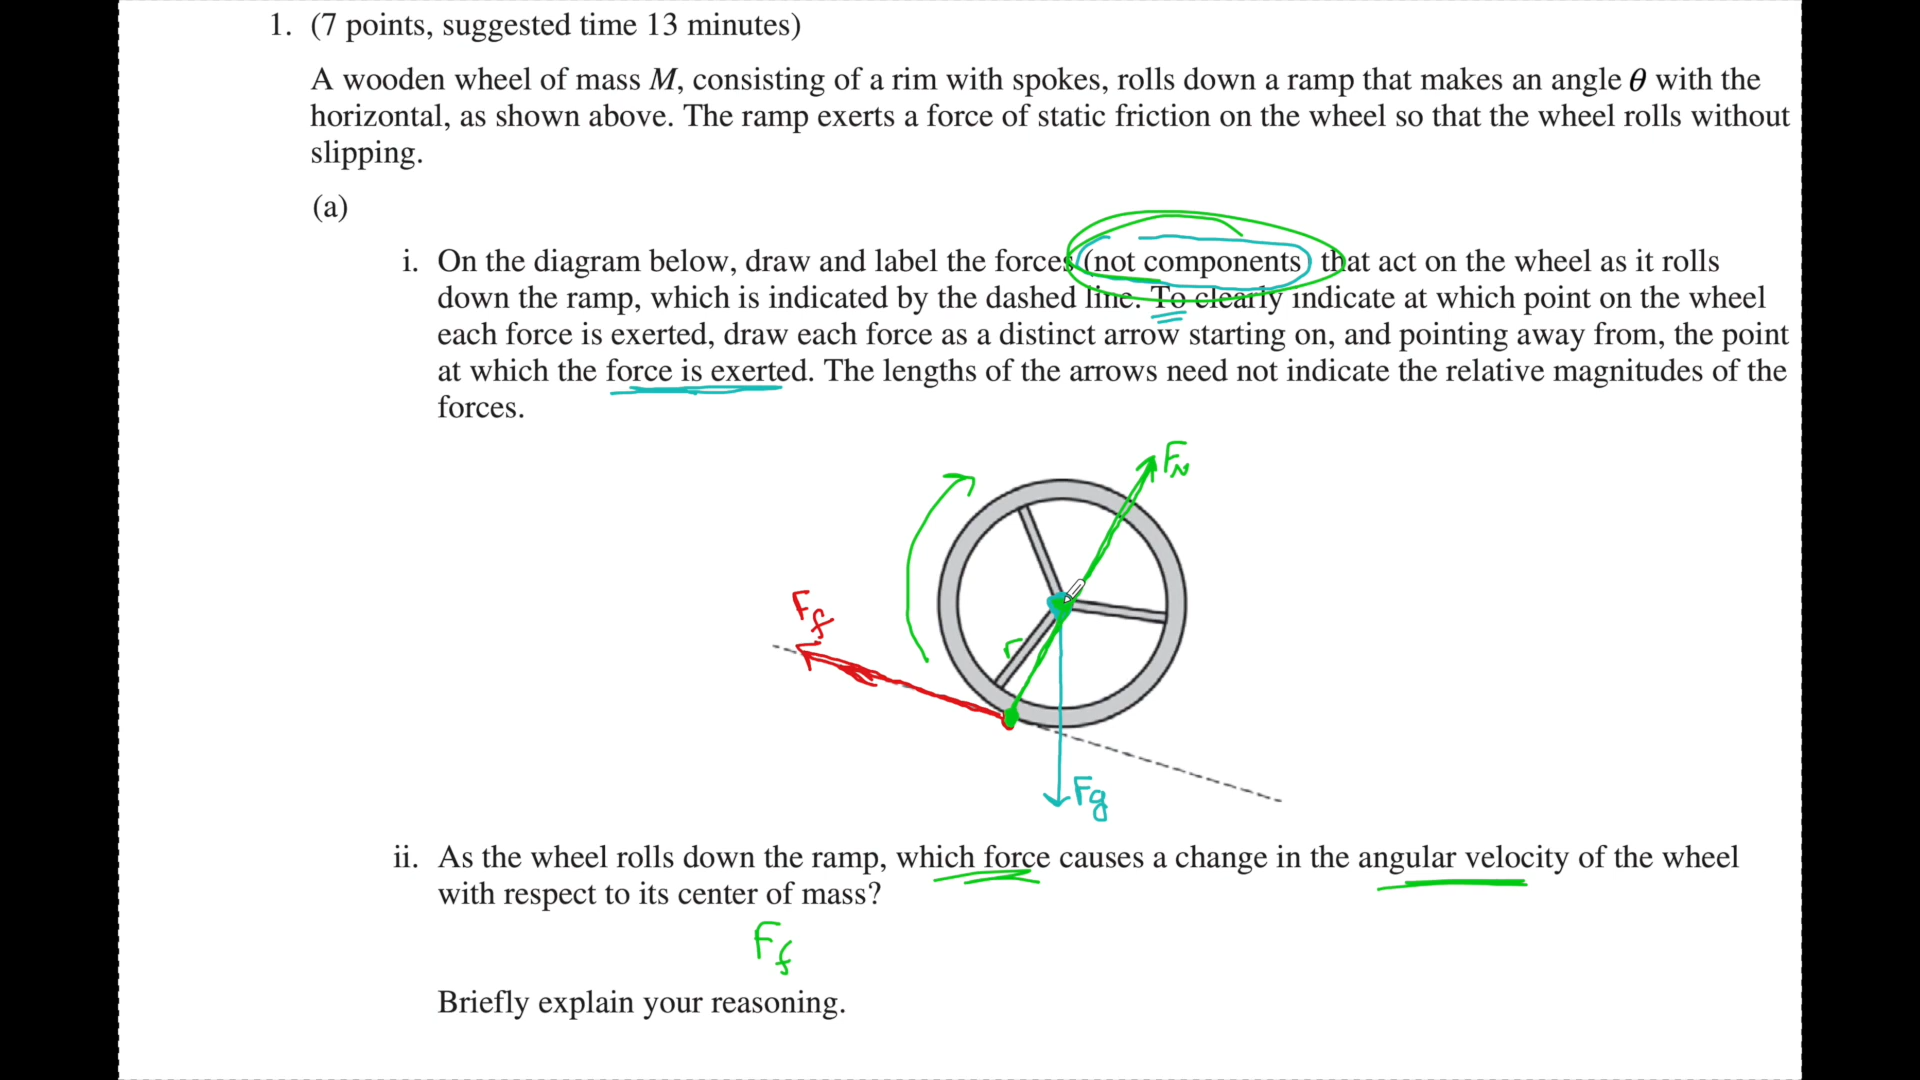 1. (7 points, suggested time 13 minutes)
A wooden wheel of mass M, consisting of a rim with spokes, rolls down a ramp that makes an angle θ with the
horizontal, as shown above. The ramp exerts a force of static friction on the wheel so that the wheel rolls without
slipping.
(a)
i. On the diagram below, draw and label the forces (not components) that act on the wheel as it rolls
down the ramp, which is indicated by the dashed line. To clearly indicate at which point on the wheel
each force is exerted, draw each force as a distinct arrow starting on, and pointing away from, the point
at which the force is exerted. The lengths of the arrows need not indicate the relative magnitudes of the
forces.
FN
Ff
r
Fg
ii. As the wheel rolls down the ramp, which force causes a change in the angular velocity of the wheel
with respect to its center of mass?
Ff
Briefly explain your reasoning.